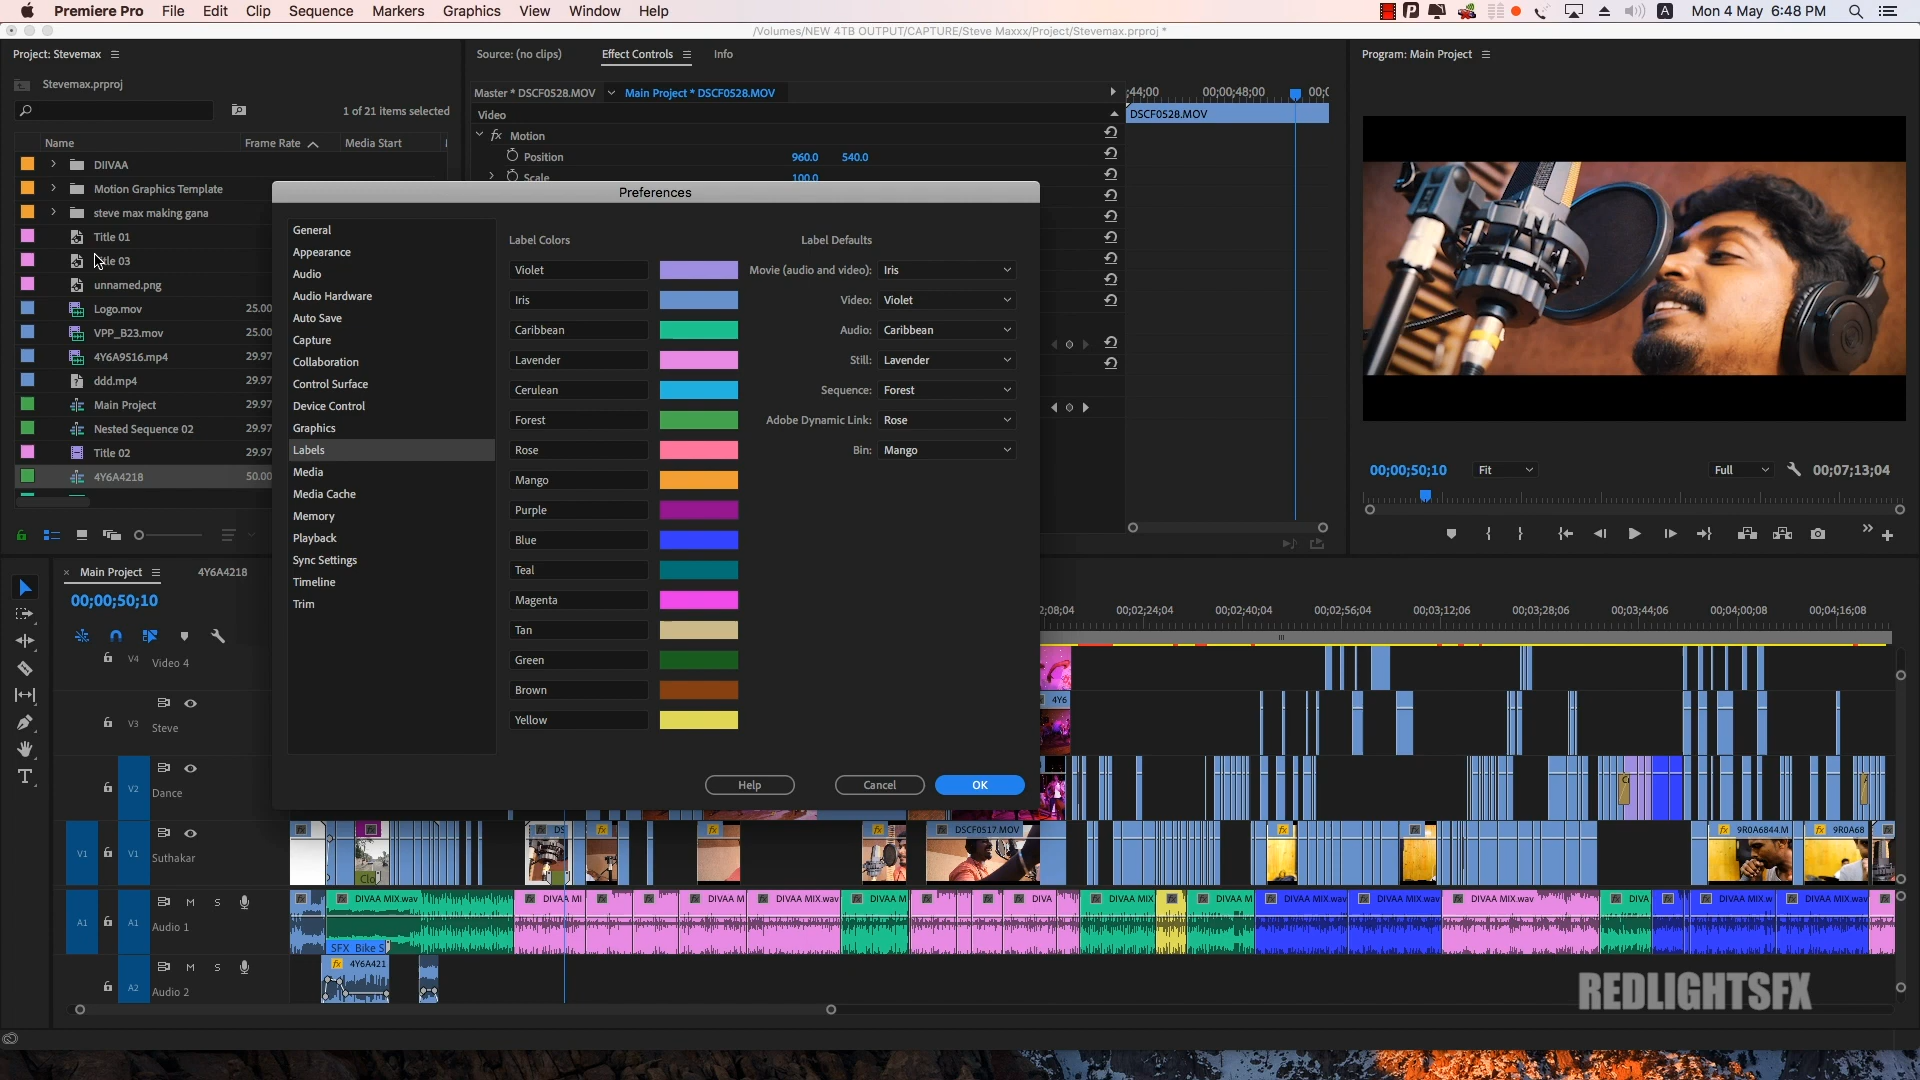 Premiere Pro File Edit Clip Sequence Markers Graphics View Window Help
A Mon 4 May 6:48 PM
/Volumes/NEW 4TB OUTPUT/CAPTURE/Steve Maxxx/Project/Stevemax.prproj *
Project: Stevemax
Stevemax.prproj
1 of 21 items selected
Name Frame Rate Media Start
DIIVAA
Motion Graphics Template
steve max making gana
Title 01
Title 03
unnamed.png
Logo.mov 25.00
VPP_B23.mov 25.00
4Y6A9516.mp4 29.97
ddd.mp4 29.97
Main Project 29.97
Nested Sequence 02 29.97
Title 02 29.97
4Y6A4218 50.00
Source: (no clips) Effect Controls Info
Master * DSCF0528.MOV Main Project * DSCF0528.MOV
;44;00 00;00;48;00 00;0
Video DSCF0528.MOV
fx Motion
Position 960.0 540.0
Scale 100.0
Program: Main Project
00;00;50;10 Fit Full 00;07;13;04
Preferences
General
Appearance
Audio
Audio Hardware
Auto Save
Capture
Collaboration
Control Surface
Device Control
Graphics
Labels
Media
Media Cache
Memory
Playback
Sync Settings
Timeline
Trim
Label Colors
Violet
Iris
Caribbean
Lavender
Cerulean
Forest
Rose
Mango
Purple
Blue
Teal
Magenta
Tan
Green
Brown
Yellow
Label Defaults
Movie (audio and video): Iris
Video: Violet
Audio: Caribbean
Still: Lavender
Sequence: Forest
Adobe Dynamic Link: Rose
Bin: Mango
Help Cancel OK
Main Project 4Y6A4218
00;00;50;10
2;08;04 00;02;24;04 00;02;40;04 00;02;56;04 00;03;12;06 00;03;28;06 00;03;44;06 00;04;00;08 00;04;16;08
V4 Video 4
V3 Steve
4Y6
V2 Dance
V1 V1 Suthakar
DS DSCF0517.MOV 9R0A6844.M 9R0A68
Clo
A1 A1 M S Audio 1
DIVAA MIX.wav DIVAA MI DIVAA M DIVAA MIX.wav DIVAA M DIVA DIVAA MIX DIVAA M DIVAA MIX.wav DIVAA MIX.wav DIVAA MIX.wav DIVA DIVAA MIX.w DIVAA MIX.wav
SFX Bike S
4Y6A421
A2 M S Audio 2
REDLIGHTSFX